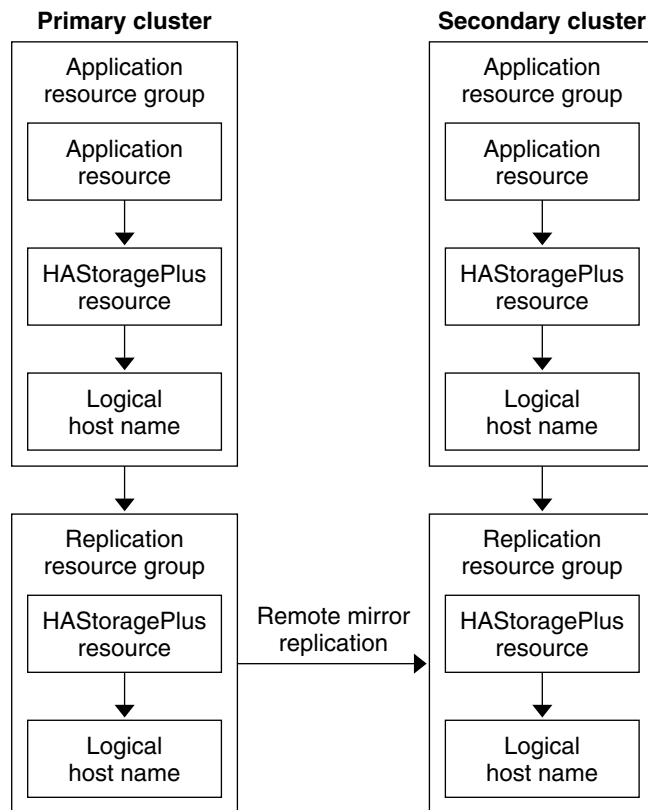 Primary cluster
Application
resource group
Application
resource
HAStoragePlus
resource
Logical
host name
Replication
resource group
HAStoragePlus
resource
Logical
host name
Remote mirror
replication
Secondary cluster
Application
resource group
Application
resource
HAStoragePlus
resource
Logical
host name
Replication
resource group
HAStoragePlus
resource
Logical
host name